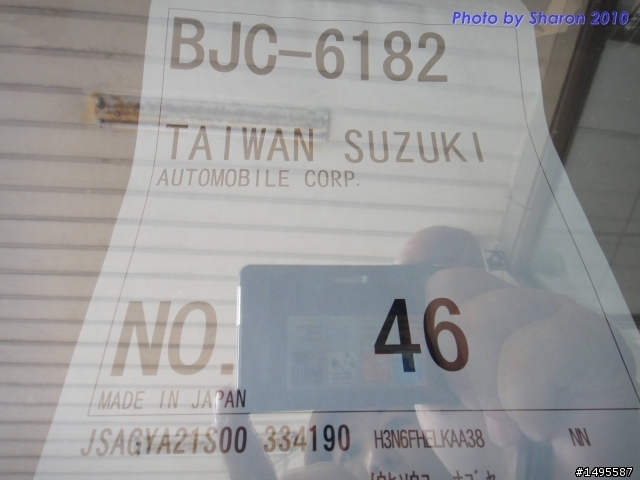 Photo by Sharon 2010
BJC-6182
TAIWAN SUZUKI
AUTOMOBILE CORP.
NO. 46
MADE IN JAPAN
JSAGYA21S00 334190 H3N6FHELKAA38 NN
#1495587